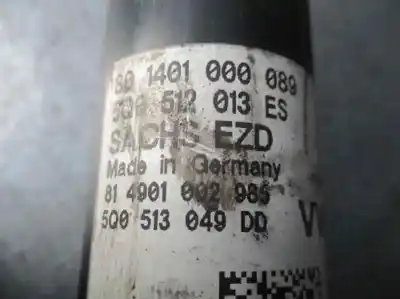 80 1401 000 089
5Q0 512 013 ES
SACHS EZD
Made in Germany
81 4901 002 985
5Q0 513 049 DD